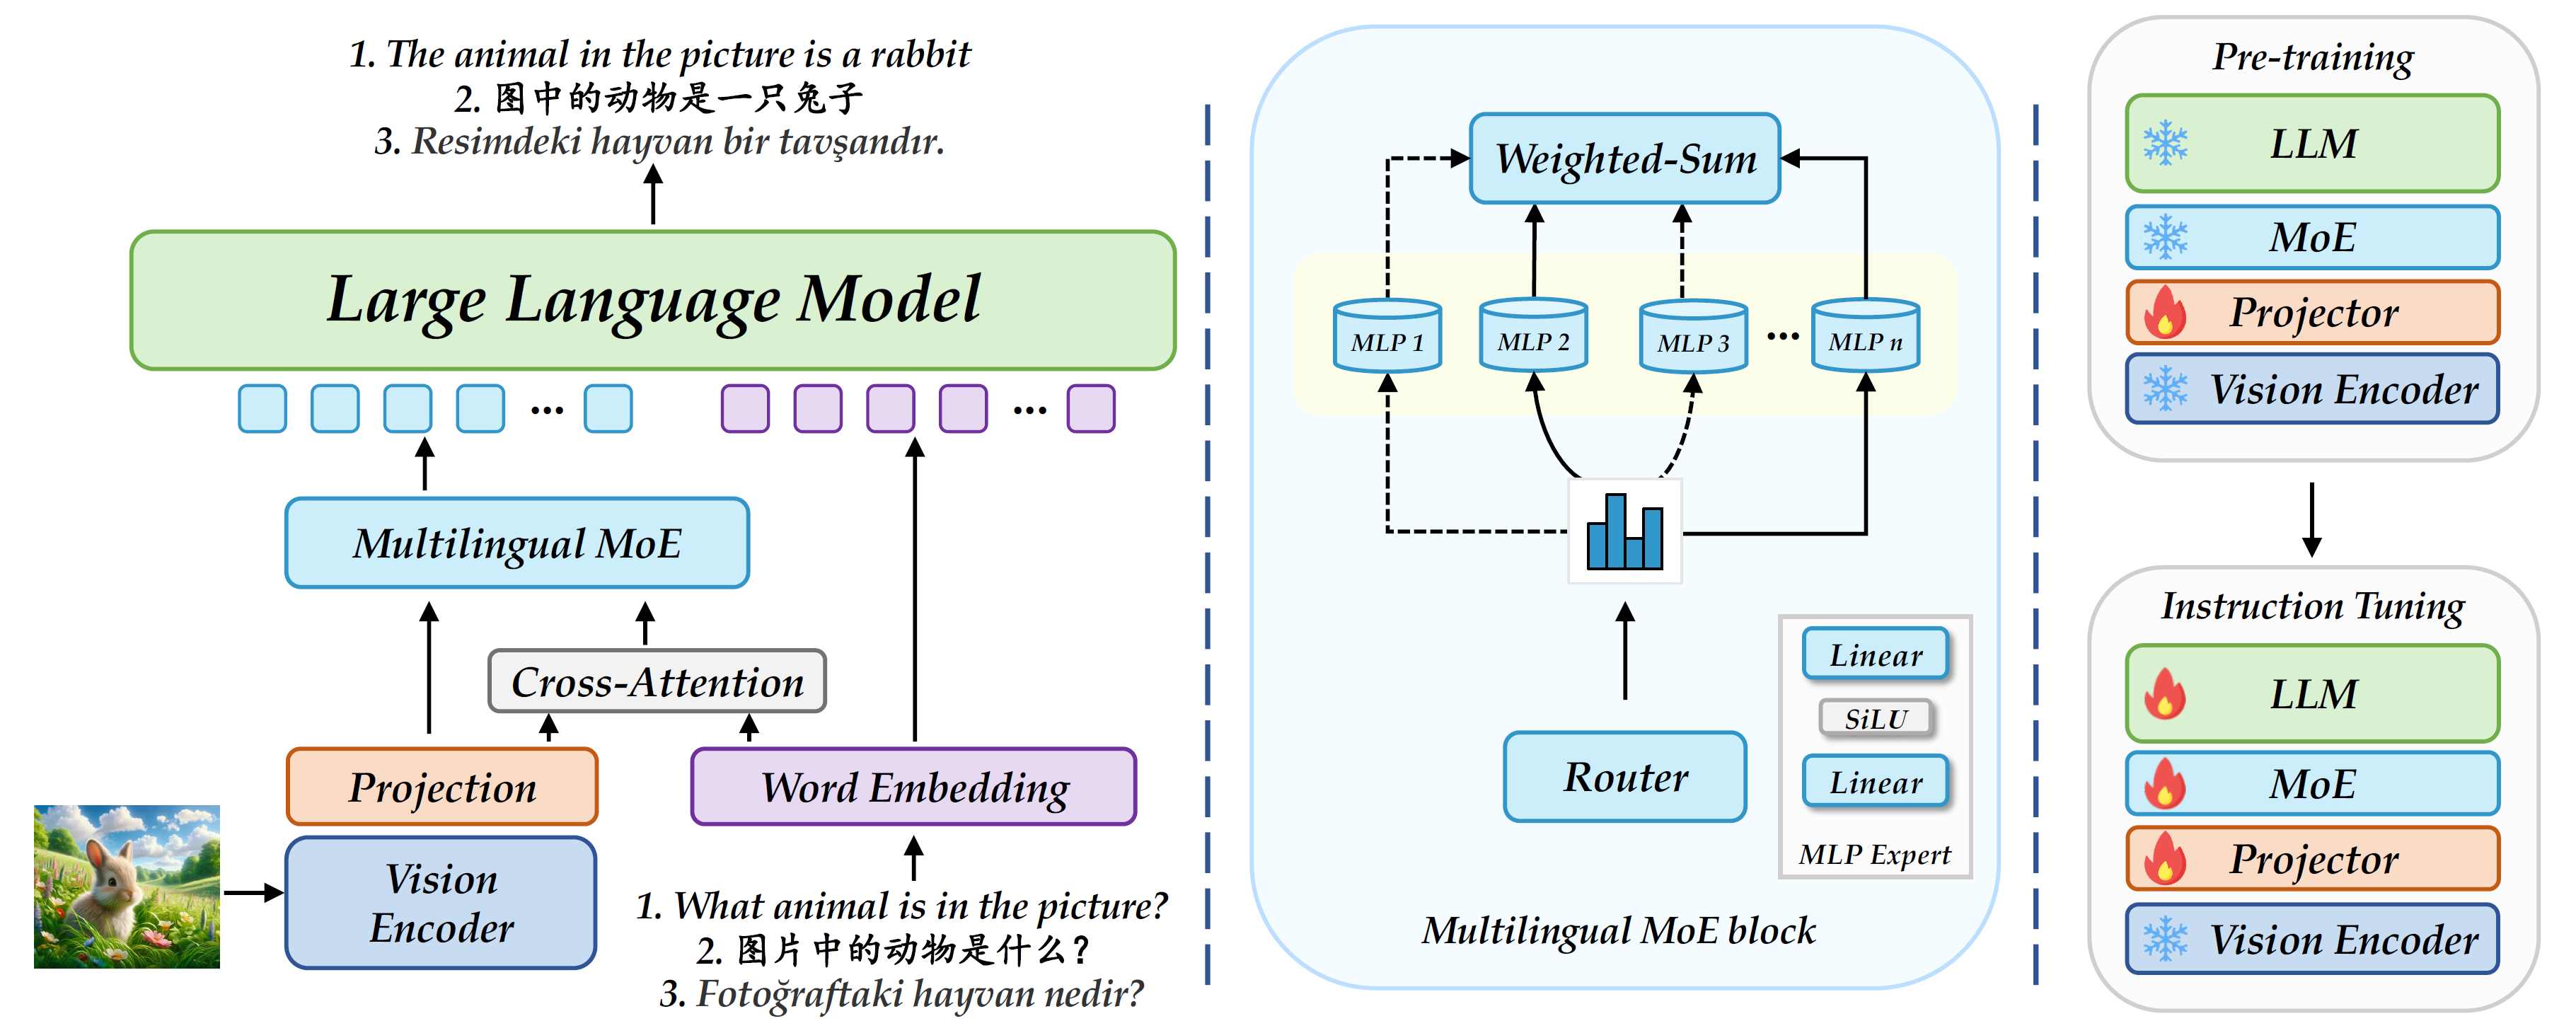 1. The animal in the picture is a rabbit
2. 图中的动物是一只兔子
3. Resimdeki hayvan bir tavşandır.
Large Language Model
...
...
Multilingual MoE
Cross-Attention
Projection
Word Embedding
Vision
Encoder
1. What animal is in the picture?
2. 图片中的动物是什么?
3. Fotoğraftaki hayvan nedir?
Weighted-Sum
MLP 1
MLP 2
MLP 3
...
MLP n
Router
Linear
SiLU
Linear
MLP Expert
Multilingual MoE block
Pre-training
LLM
MoE
Projector
Vision Encoder
Instruction Tuning
LLM
MoE
Projector
Vision Encoder